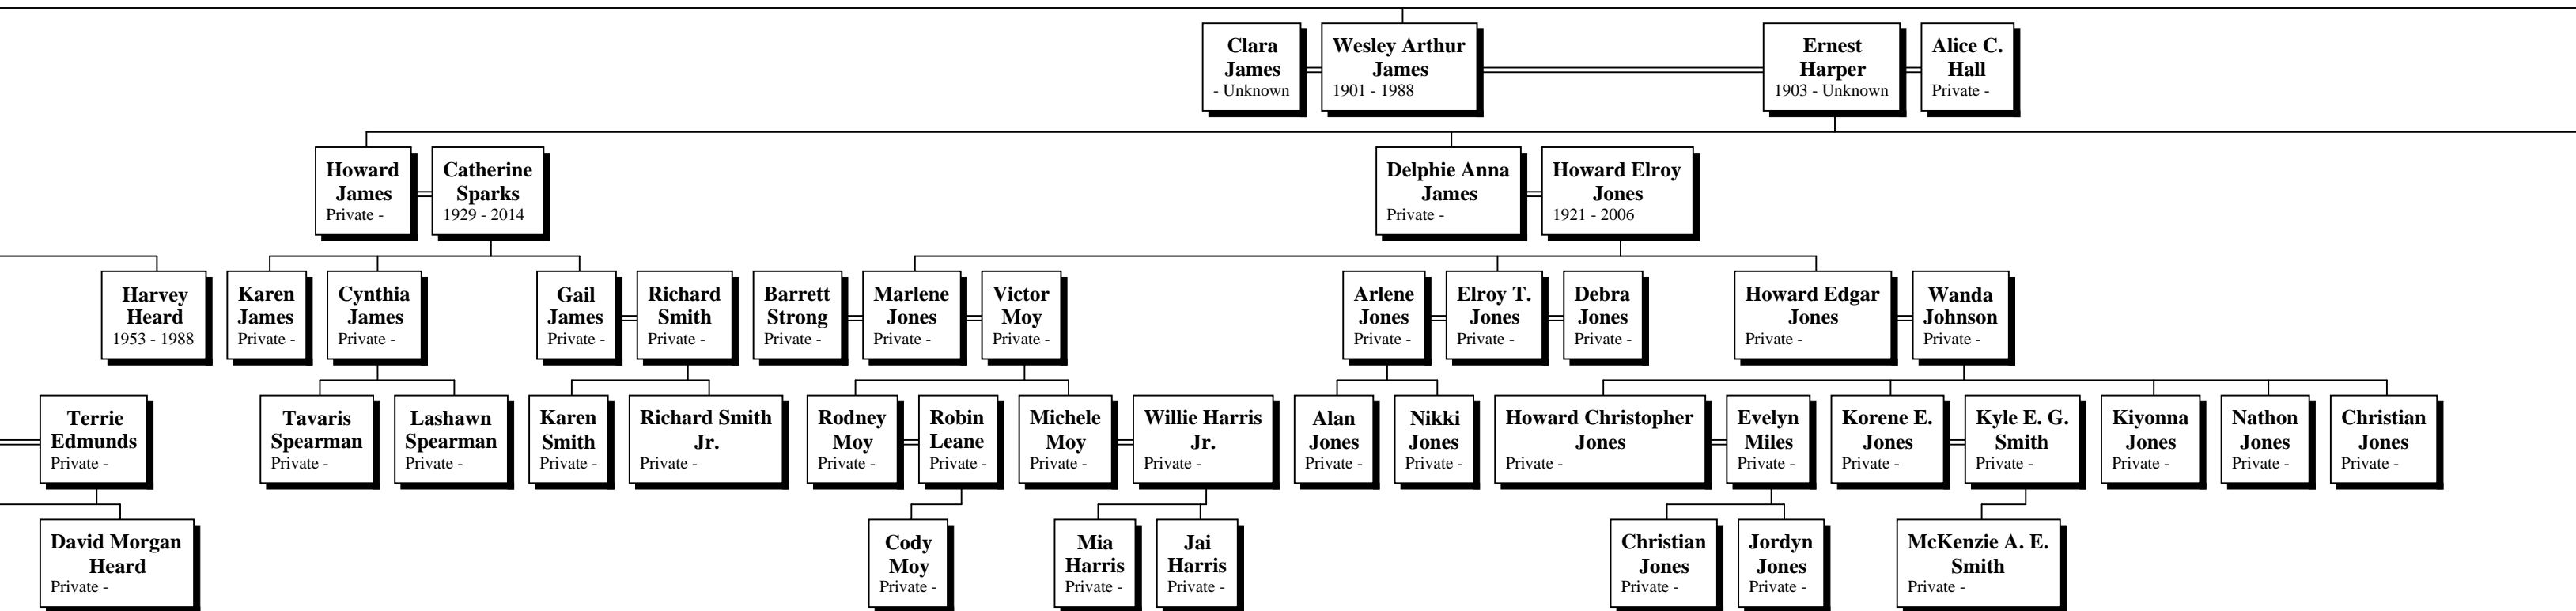 Clara
James
- Unknown
Wesley Arthur
James
1901 - 1988
Ernest
Harper
1903 - Unknown
Alice C.
Hall
Private -
Howard
James
Private -
Catherine
Sparks
1929 - 2014
Delphie Anna
James
Private -
Howard Elroy
Jones
1921 - 2006
Harvey
Heard
1953 - 1988
Karen
James
Private -
Cynthia
James
Private -
Gail
James
Private -
Richard
Smith
Private -
Barrett
Strong
Private -
Marlene
Jones
Private -
Victor
Moy
Private -
Arlene
Jones
Private -
Elroy T.
Jones
Private -
Debra
Jones
Private -
Howard Edgar
Jones
Private -
Wanda
Johnson
Private -
Terrie
Edmunds
Private -
Tavaris
Spearman
Private -
Lashawn
Spearman
Private -
Karen
Smith
Private -
Richard Smith
Jr.
Private -
Rodney
Moy
Private -
Robin
Leane
Private -
Michele
Moy
Private -
Willie Harris
Jr.
Private -
Alan
Jones
Private -
Nikki
Jones
Private -
Howard Christopher
Jones
Private -
Evelyn
Miles
Private -
Korene E.
Jones
Private -
Kyle E. G.
Smith
Private -
Kiyonna
Jones
Private -
Nathon
Jones
Private -
Christian
Jones
Private -
David Morgan
Heard
Private -
Cody
Moy
Private -
Mia
Harris
Private -
Jai
Harris
Private -
Christian
Jones
Private -
Jordyn
Jones
Private -
McKenzie A. E.
Smith
Private -